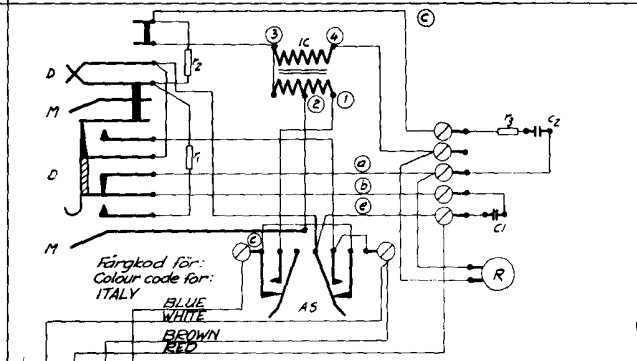 c
3
4
IC
r2
D
M
2
1
r3
C2
r1
a
D
b
e
C1
M
c
R
Färgkod för:
Colour code for:
ITALY
AS
BLUE
WHITE
BROWN
RED